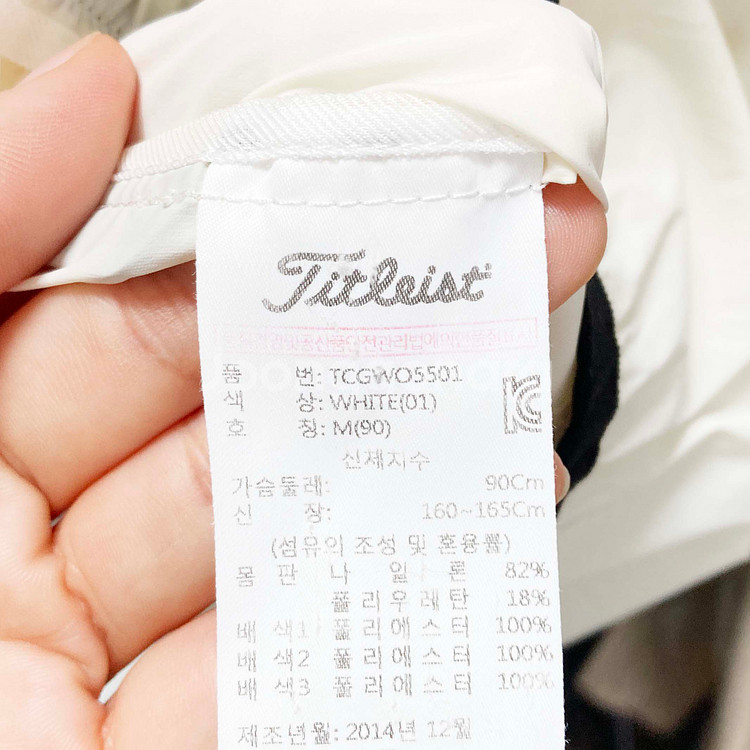 Titleist
품 번: TCGWO5501
색 상: WHITE(01)
호 칭: M(90)
신체치수
가슴둘레: 90Cm
신 장: 160~165Cm
(섬유의 조성 및 혼용률)
몸 판 나 일 론 82%
폴 리 우 레 탄 18%
배 색1 폴 리 에 스 터 100%
배 색2 폴 리 에 스 터 100%
배 색3 폴 리 에 스 터 100%
제조년월: 2014년 12월